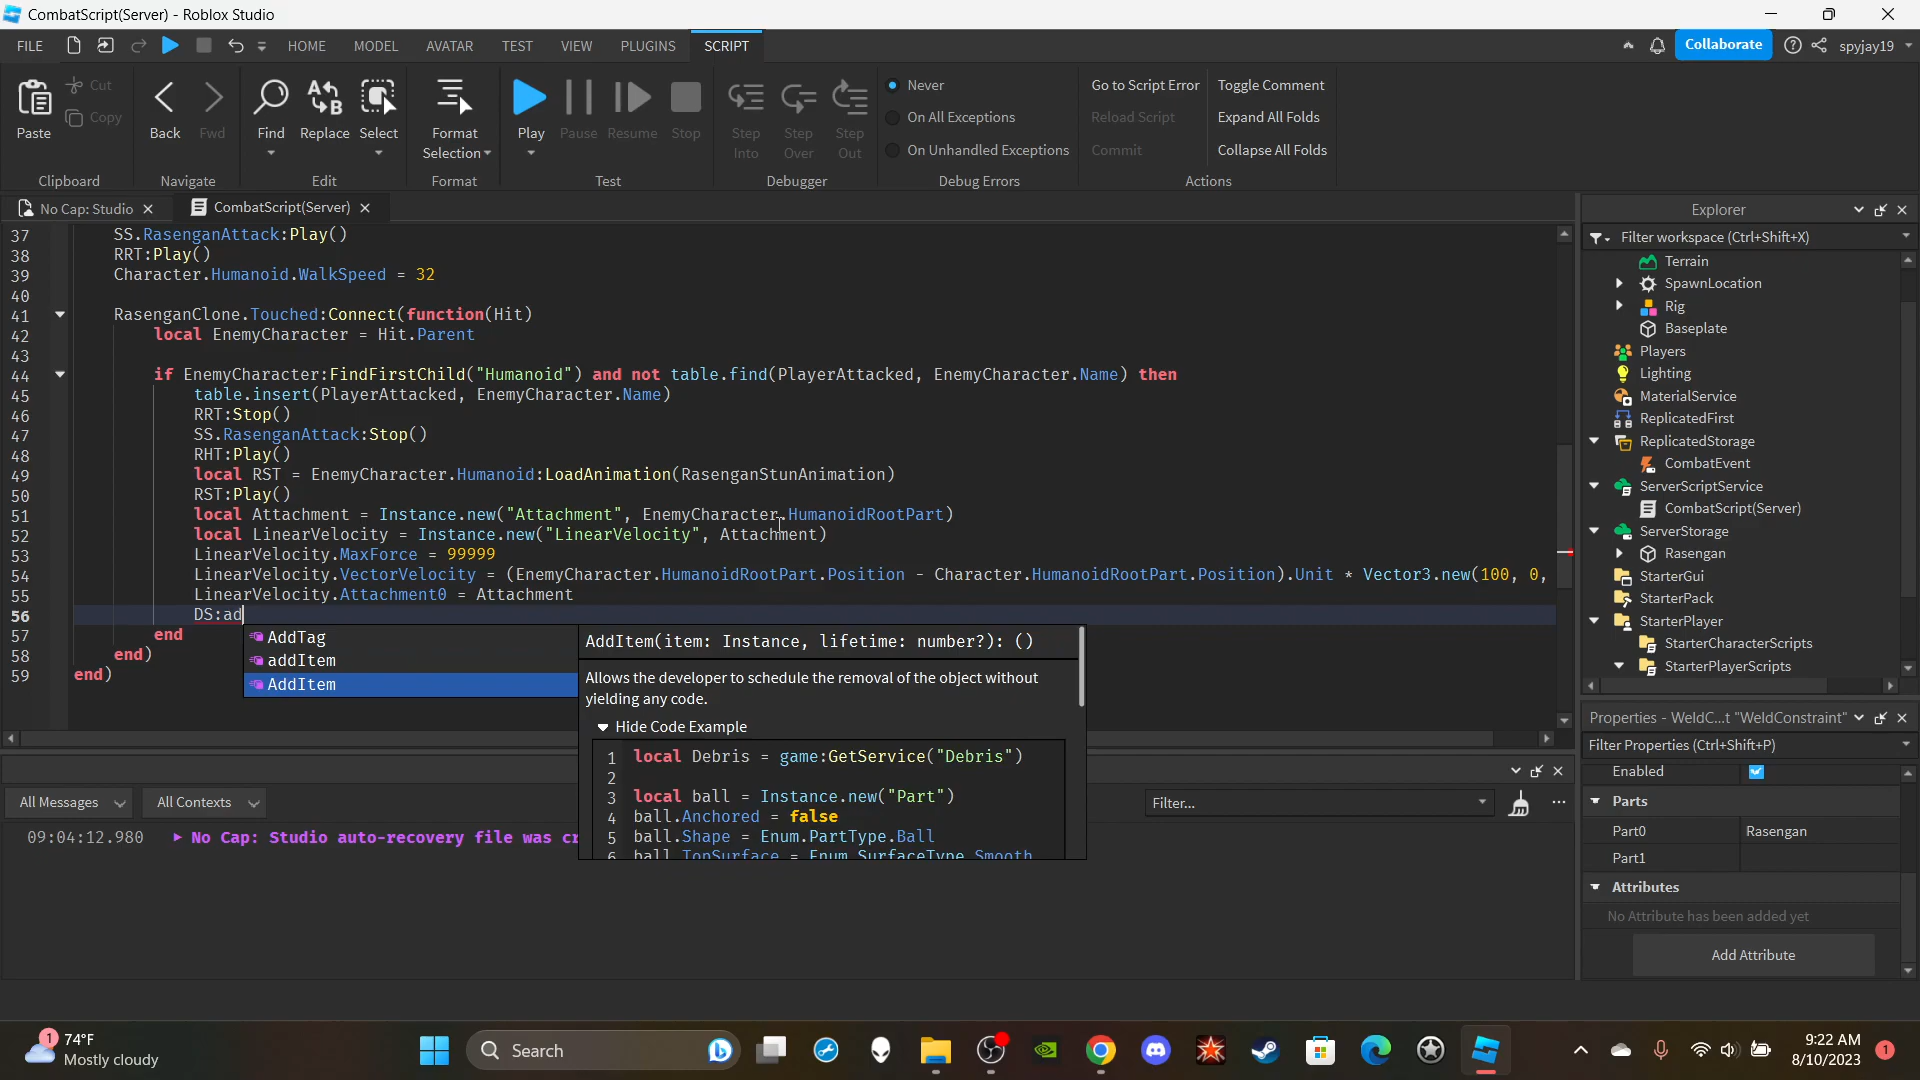 CombatScript(Server) - Roblox Studio
FILE HOME MODEL AVATAR TEST VIEW PLUGINS SCRIPT Collaborate spyjay19
Paste Cut Copy Back Fwd Find Replace Select Format Selection Play Pause Resume Stop Step Into Step Over Step Out
Never
On All Exceptions
On Unhandled Exceptions
Go to Script Error
Reload Script
Commit
Toggle Comment
Expand All Folds
Collapse All Folds
Clipboard Navigate Edit Format Test Debugger Debug Errors Actions
No Cap: Studio CombatScript(Server)
37 SS.RasenganAttack:Play()
38 RRT:Play()
39 Character.Humanoid.WalkSpeed = 32
40
41 RasenganClone.Touched:Connect(function(Hit)
42 local EnemyCharacter = Hit.Parent
43
44 if EnemyCharacter:FindFirstChild("Humanoid") and not table.find(PlayerAttacked, EnemyCharacter.Name) then
45 table.insert(PlayerAttacked, EnemyCharacter.Name)
46 RRT:Stop()
47 SS.RasenganAttack:Stop()
48 RHT:Play()
49 local RST = EnemyCharacter.Humanoid:LoadAnimation(RasenganStunAnimation)
50 RST:Play()
51 local Attachment = Instance.new("Attachment", EnemyCharacter.HumanoidRootPart)
52 local LinearVelocity = Instance.new("LinearVelocity", Attachment)
53 LinearVelocity.MaxForce = 99999
54 LinearVelocity.VectorVelocity = (EnemyCharacter.HumanoidRootPart.Position - Character.HumanoidRootPart.Position).Unit * Vector3.new(100, 0,
55 LinearVelocity.Attachment0 = Attachment
56 DS:ad
57 end
58 end)
59 end)
AddTag
addItem
AddItem
AddItem(item: Instance, lifetime: number?): ()
Allows the developer to schedule the removal of the object without
yielding any code.
Hide Code Example
1 local Debris = game:GetService("Debris")
2
3 local ball = Instance.new("Part")
4 ball.Anchored = false
5 ball.Shape = Enum.PartType.Ball
6 ball.TopSurface = Enum.SurfaceType.Smooth
All Messages All Contexts Filter...
09:04:12.980 No Cap: Studio auto-recovery file was cr
Explorer
Filter workspace (Ctrl+Shift+X)
Terrain
SpawnLocation
Rig
Baseplate
Players
Lighting
MaterialService
ReplicatedFirst
ReplicatedStorage
CombatEvent
ServerScriptService
CombatScript(Server)
ServerStorage
Rasengan
StarterGui
StarterPack
StarterPlayer
StarterCharacterScripts
StarterPlayerScripts
Properties - WeldC...t "WeldConstraint"
Filter Properties (Ctrl+Shift+P)
Enabled
Parts
Part0 Rasengan
Part1
Attributes
No Attribute has been added yet
Add Attribute
1 74°F
Mostly cloudy
Search
9:22 AM
8/10/2023
1